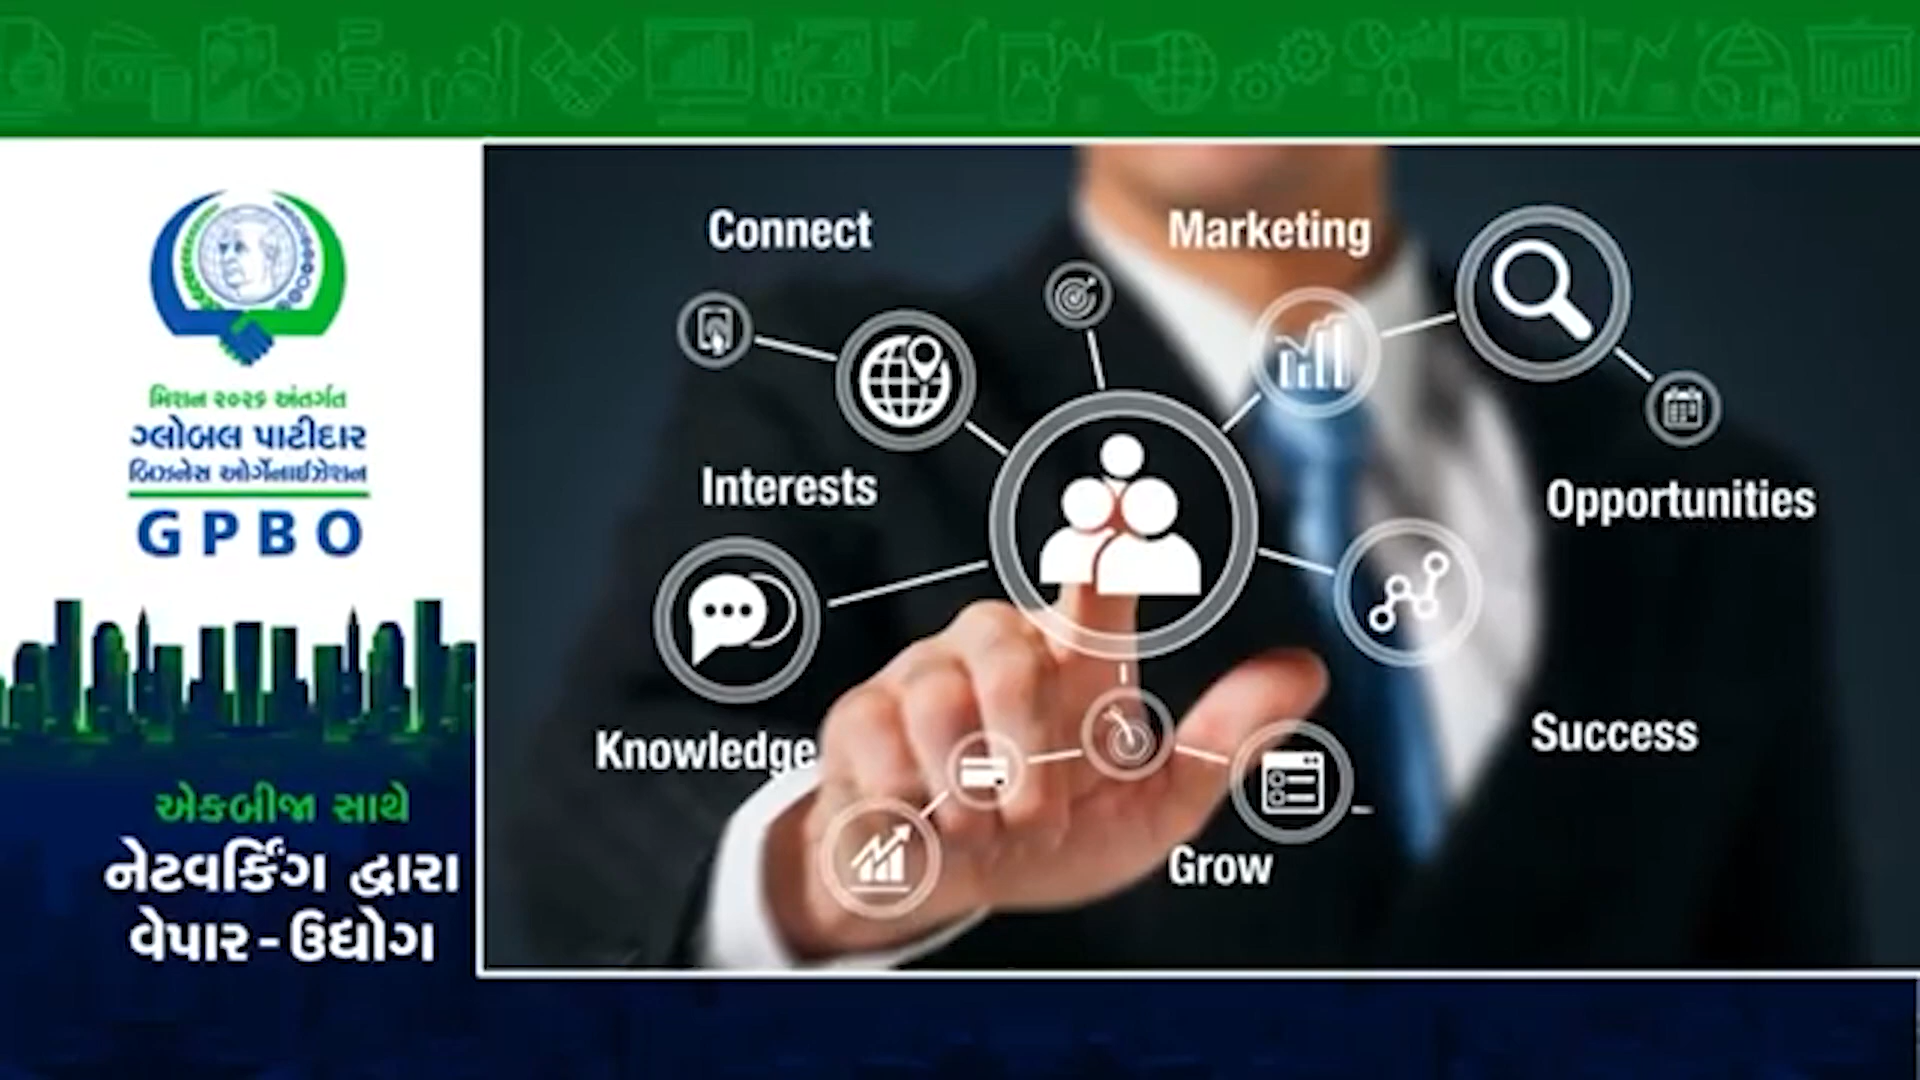 મિશન ૨૦૨૬ અંતર્ગત
ગ્લોબલ પાટીદાર
બિઝનેસ ઓર્ગેનાઈઝેશન
GPBO
એકબીજા સાથે
નેટવર્કિંગ દ્વારા
વેપાર-ઉદ્યોગ
Connect
Marketing
Interests
Opportunities
Knowledge
Success
Grow